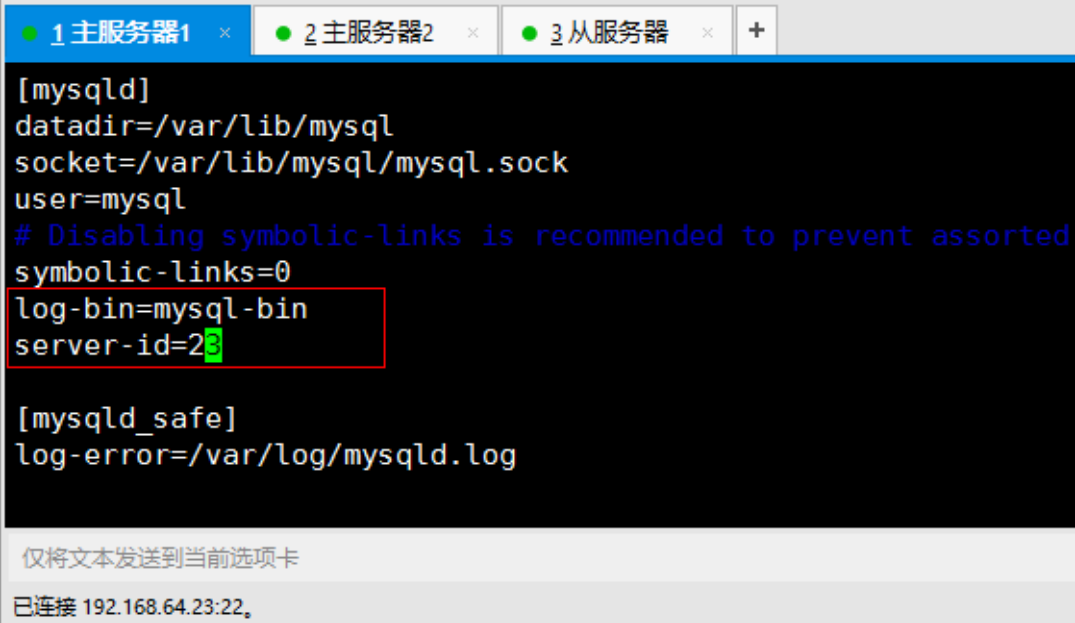 1 主服务器1 × 2 主服务器2 × 3 从服务器 × +
[mysqld]
datadir=/var/lib/mysql
socket=/var/lib/mysql/mysql.sock
user=mysql
# Disabling symbolic-links is recommended to prevent assorted
symbolic-links=0
log-bin=mysql-bin
server-id=23
[mysqld_safe]
log-error=/var/log/mysqld.log
仅将文本发送到当前选项卡
已连接 192.168.64.23:22。